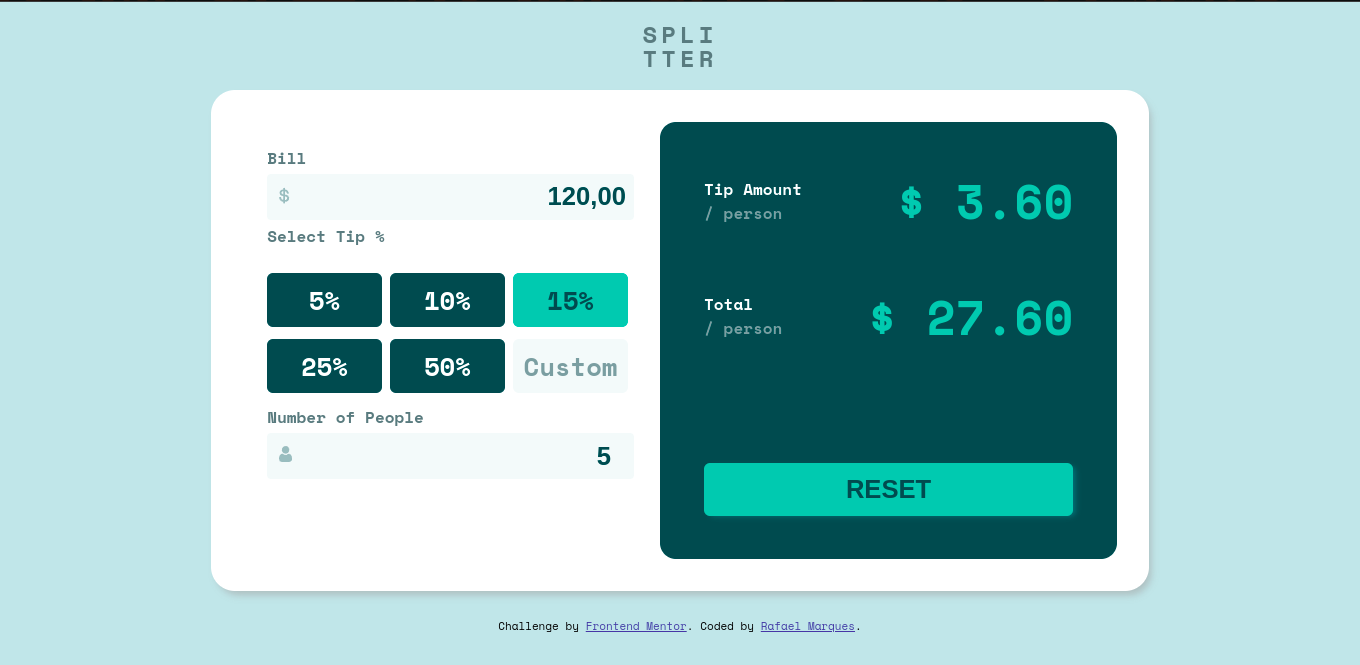 SPLI
TTER
Bill
$ 120,00
Select Tip %
5% 10% 15%
25% 50% Custom
Number of People
5
Tip Amount
/ person
$ 3.60
Total
/ person
$ 27.60
RESET
Challenge by Frontend Mentor. Coded by Rafael Marques.